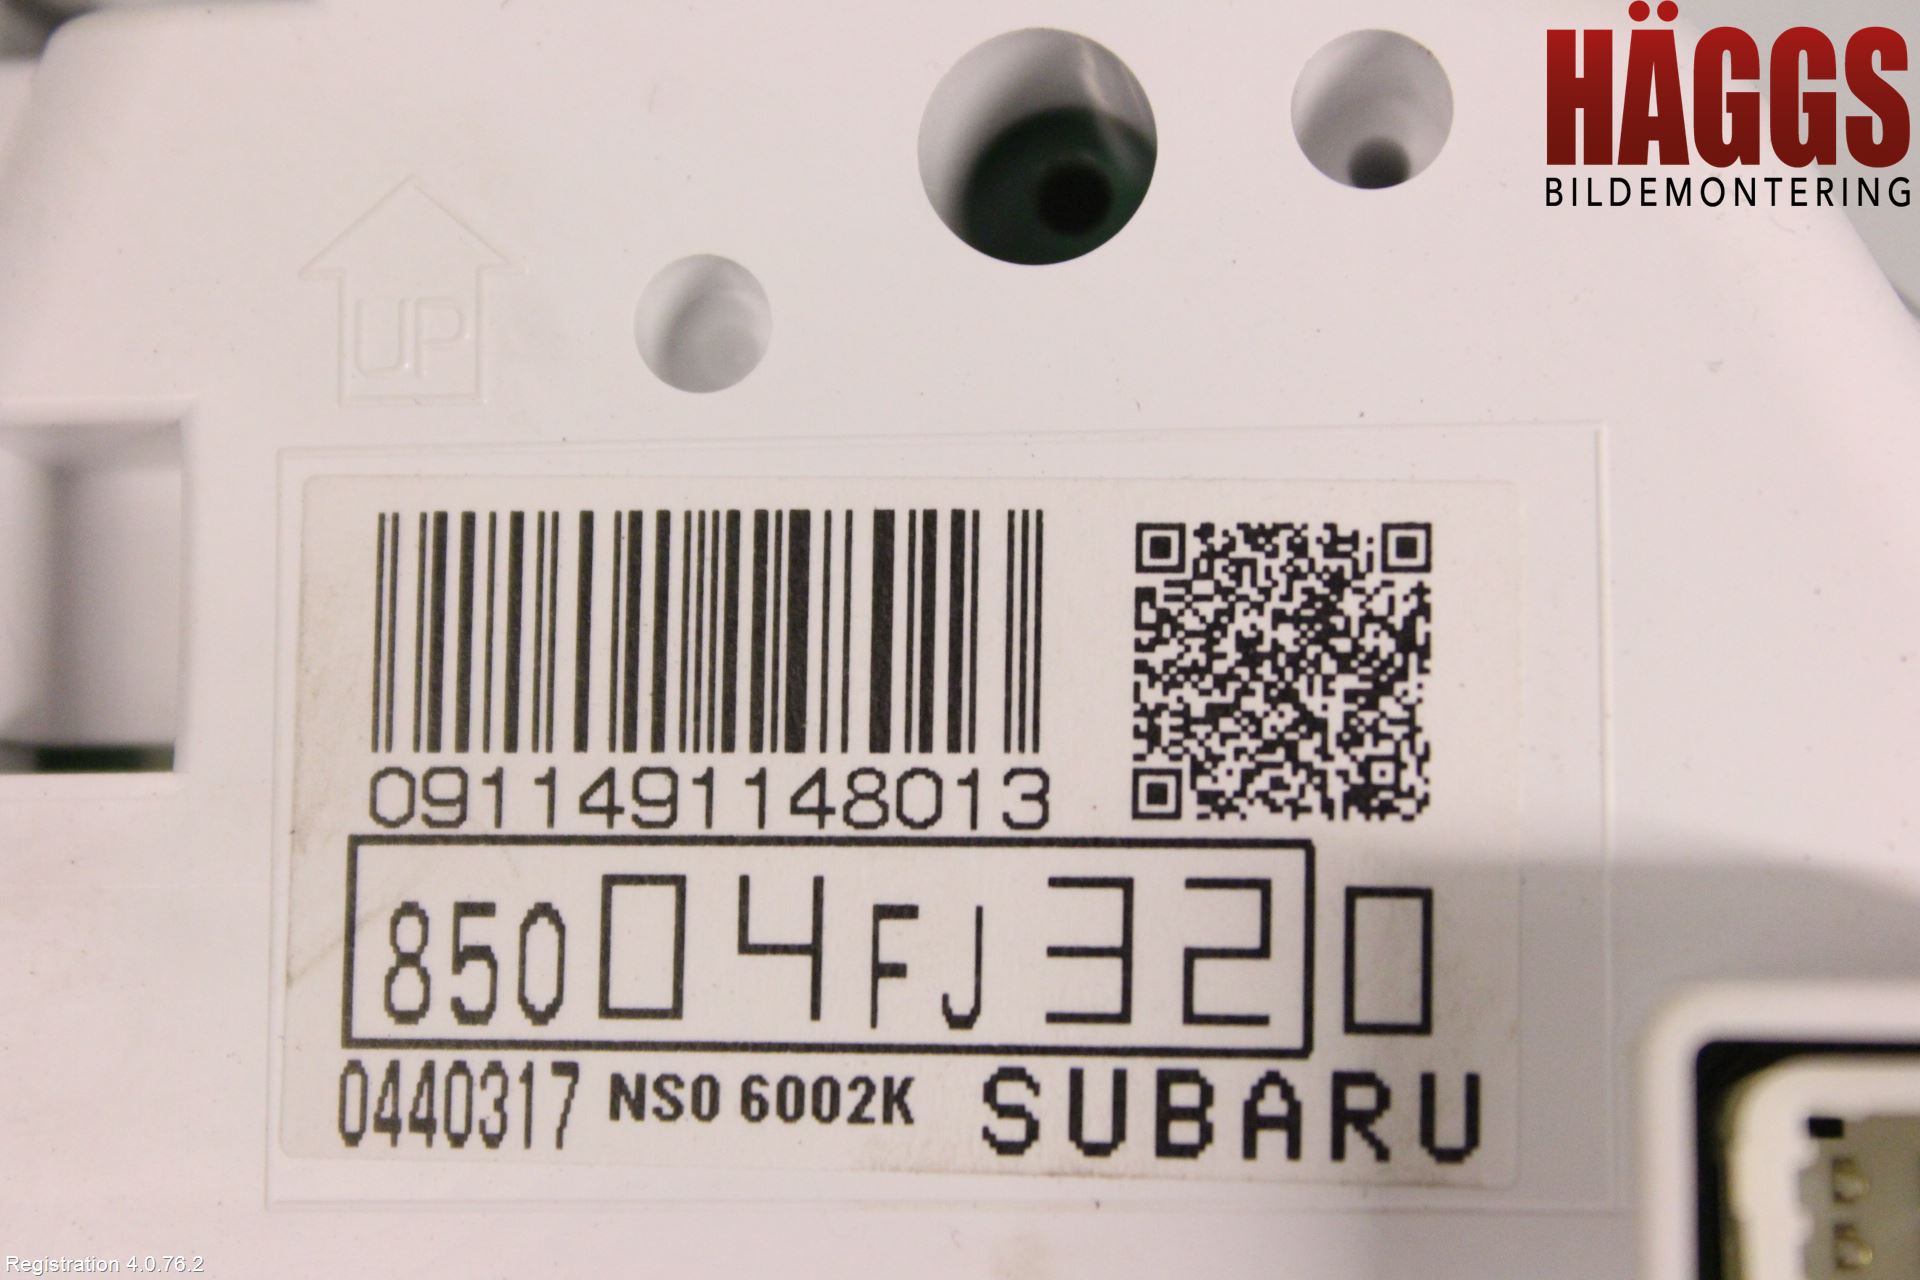 HÄGGS
BILDEMONTERING
UP
0911491148013
85004FJ320
0440317 NS0 6002K SUBARU
Registration 4.0.76.2